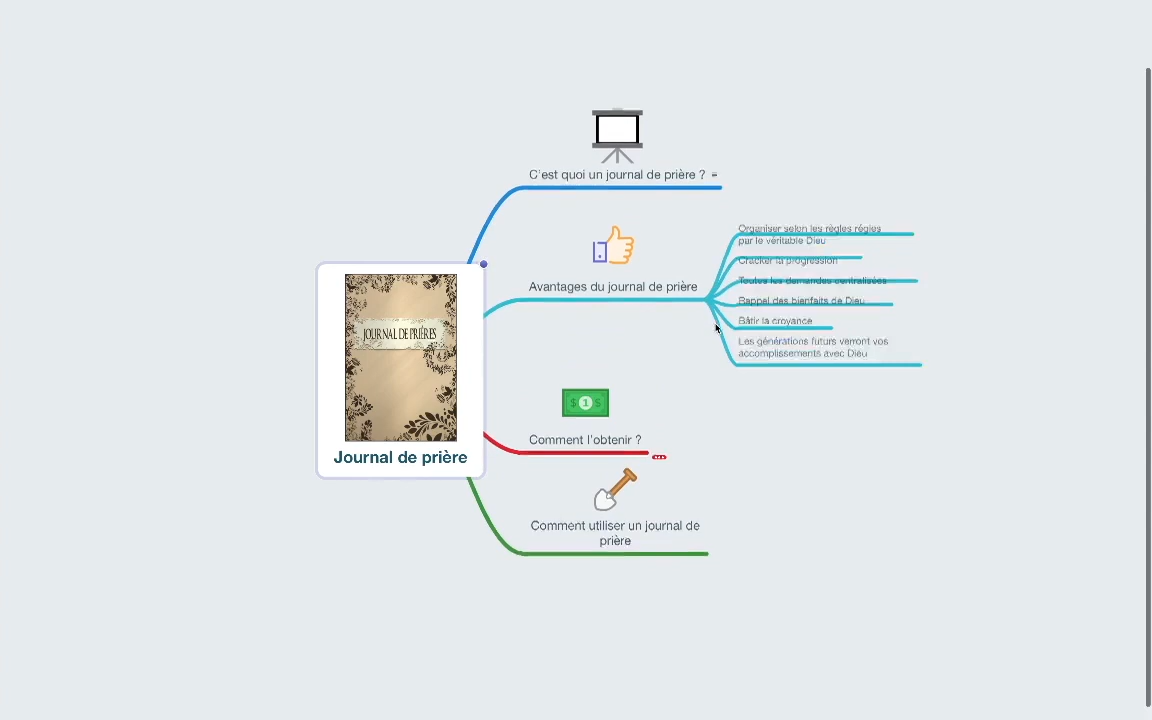 C'est quoi un journal de prière ?
Avantages du journal de prière
Organiser selon les règles régies
par le véritable Dieu
Cracker la progression
Toutes les demandes centralisées
Rappel des bienfaits de Dieu
Bâtir la croyance
Les générations futurs verront vos
accomplissements avec Dieu
JOURNAL DE PRIÈRES
Journal de prière
$ 1 $
Comment l'obtenir ?
Comment utiliser un journal de
prière